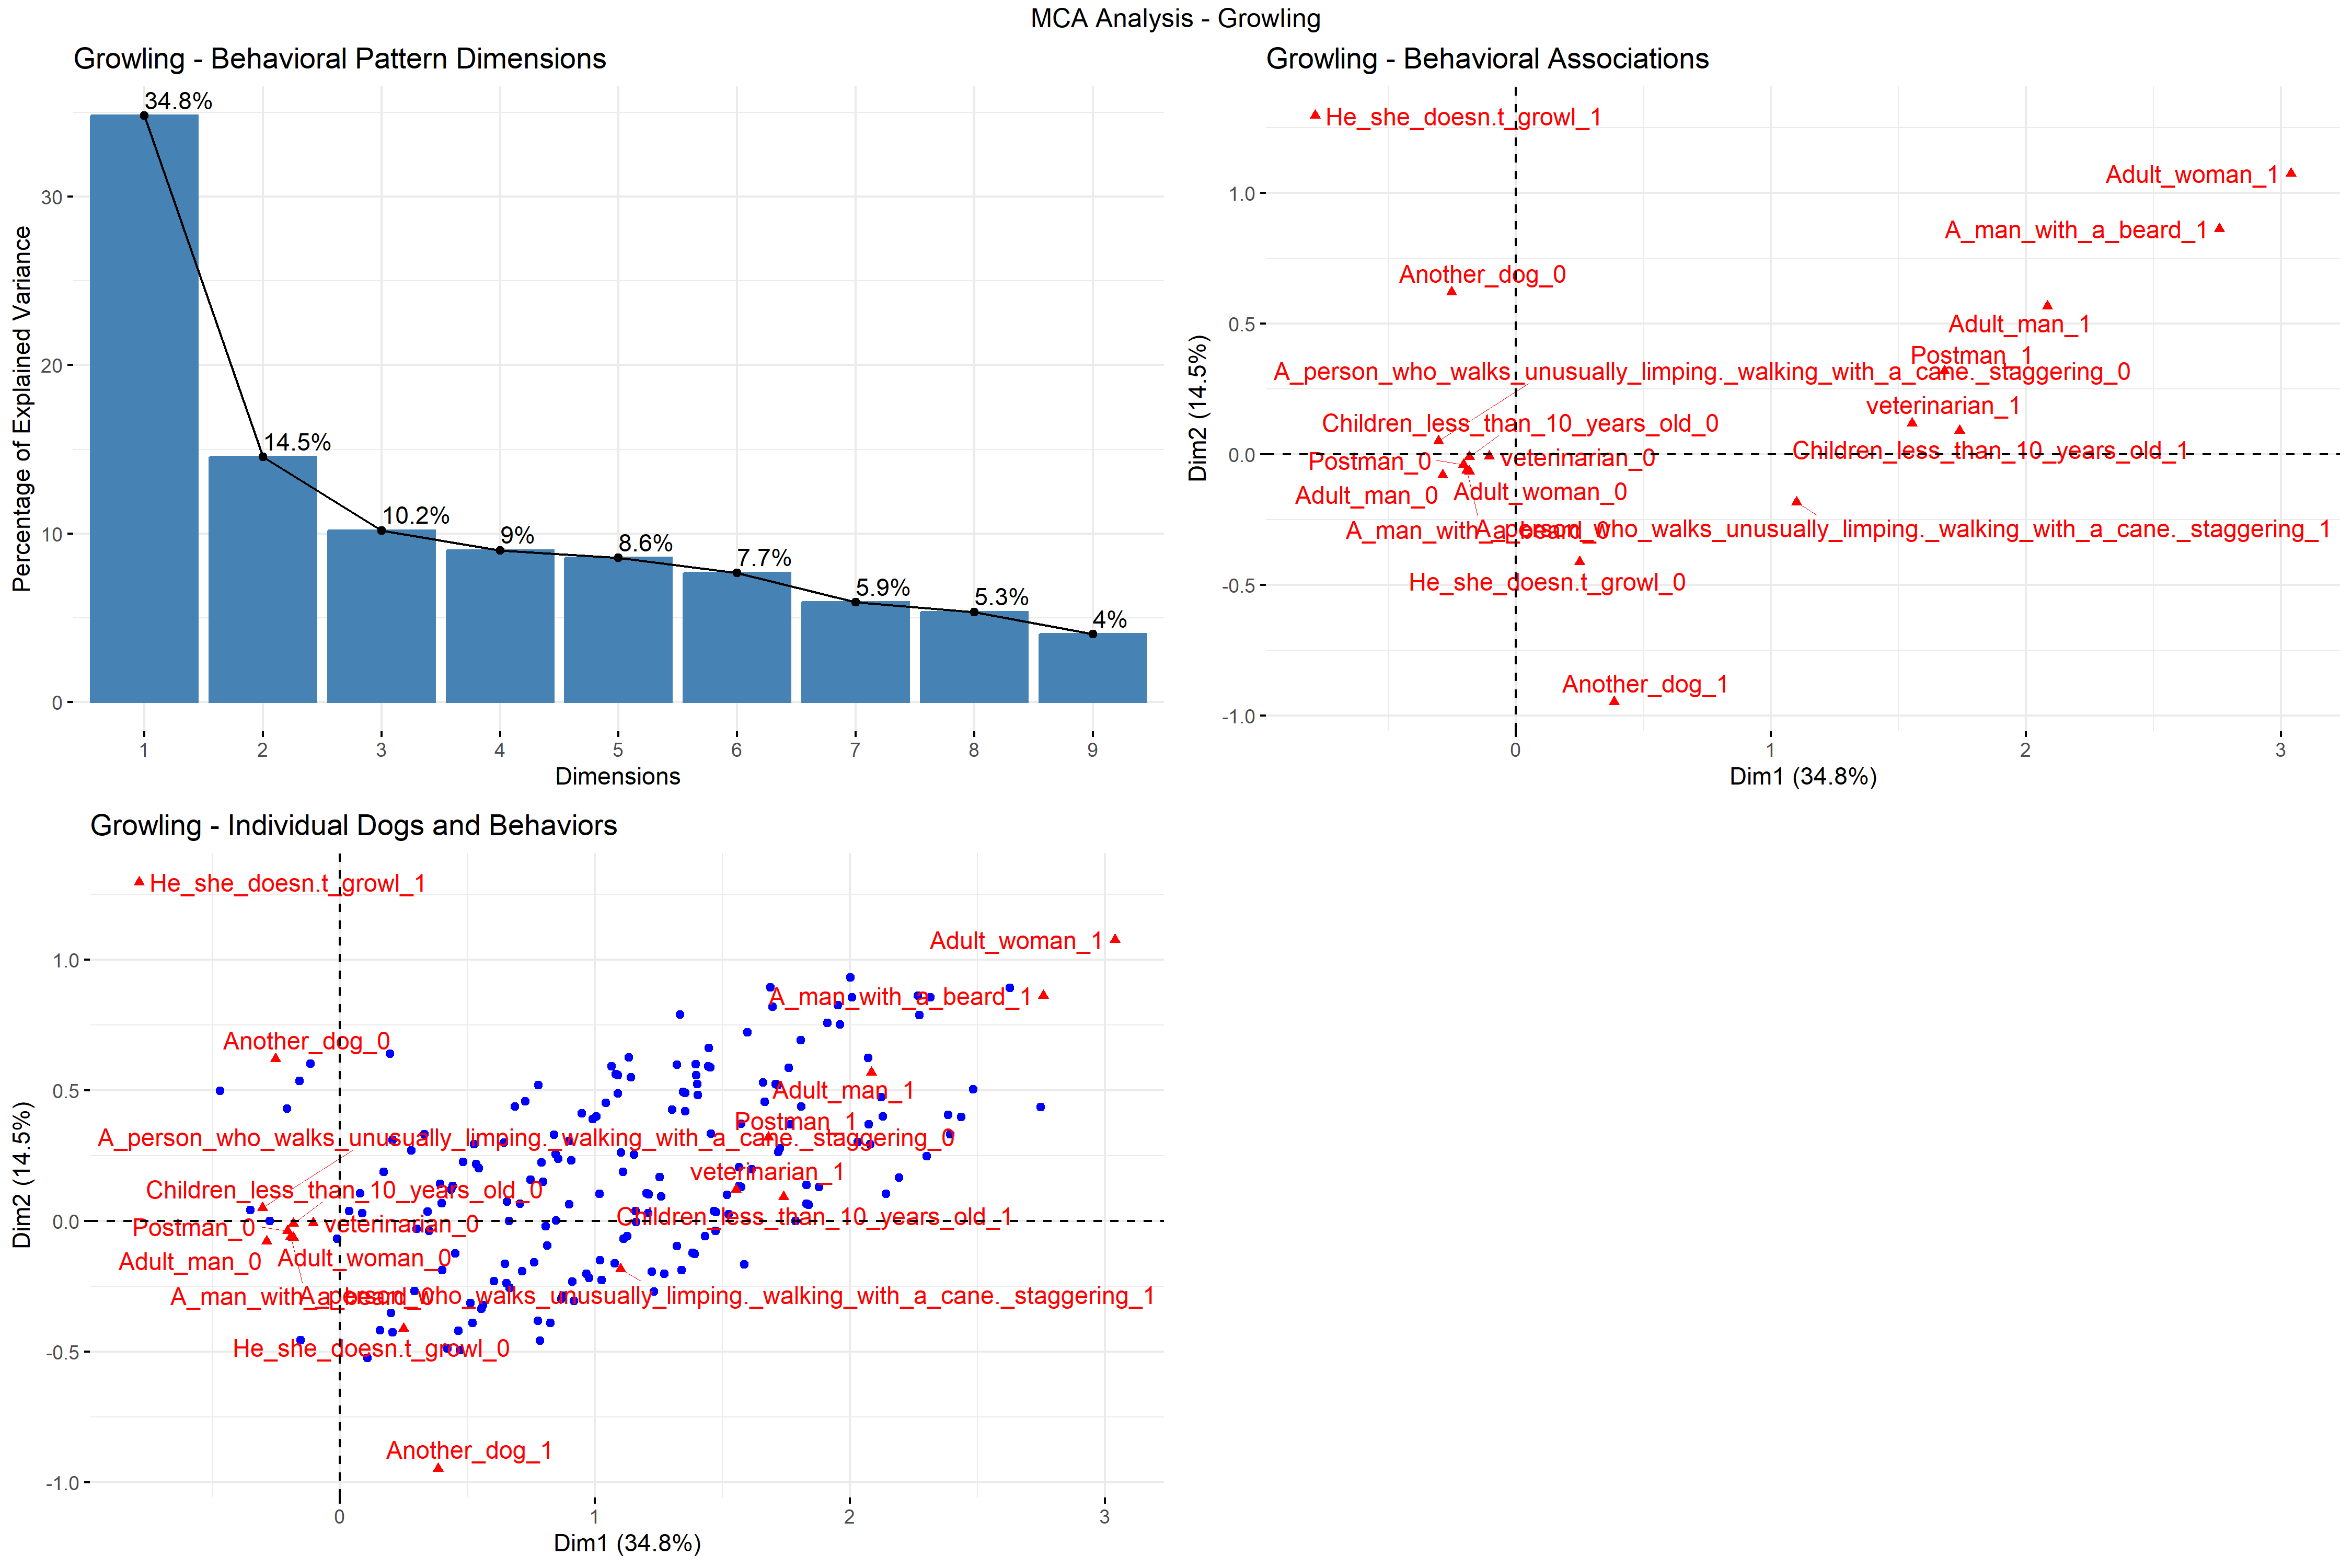 MCA Analysis - Growling
Growling - Behavioral Pattern Dimensions
34.8%
14.5%
10.2%
9%
8.6%
7.7%
5.9%
5.3%
4%
30
20
10
0
Percentage of Explained Variance
1 2 3 4 5 6 7 8 9
Dimensions
Growling - Behavioral Associations
He_she_doesn.t_growl_1
Adult_woman_1
A_man_with_a_beard_1
Another_dog_0
Adult_man_1
Postman_1
A_person_who_walks_unusually_limping._walking_with_a_cane._staggering_0
veterinarian_1
Children_less_than_10_years_old_0
Children_less_than_10_years_old_1
Postman_0
veterinarian_0
Adult_man_0
Adult_woman_0
A_man_with_a_beard_0
A_person_who_walks_unusually_limping._walking_with_a_cane._staggering_1
He_she_doesn.t_growl_0
Another_dog_1
1.0
0.5
0.0
-0.5
-1.0
Dim2 (14.5%)
0 1 2 3
Dim1 (34.8%)
Growling - Individual Dogs and Behaviors
He_she_doesn.t_growl_1
Adult_woman_1
A_man_with_a_beard_1
Another_dog_0
Adult_man_1
Postman_1
A_person_who_walks_unusually_limping._walking_with_a_cane._staggering_0
veterinarian_1
Children_less_than_10_years_old_0
Children_less_than_10_years_old_1
Postman_0
veterinarian_0
Adult_man_0
Adult_woman_0
A_man_with_a_beard_0
A_person_who_walks_unusually_limping._walking_with_a_cane._staggering_1
He_she_doesn.t_growl_0
Another_dog_1
1.0
0.5
0.0
-0.5
-1.0
Dim2 (14.5%)
0 1 2 3
Dim1 (34.8%)